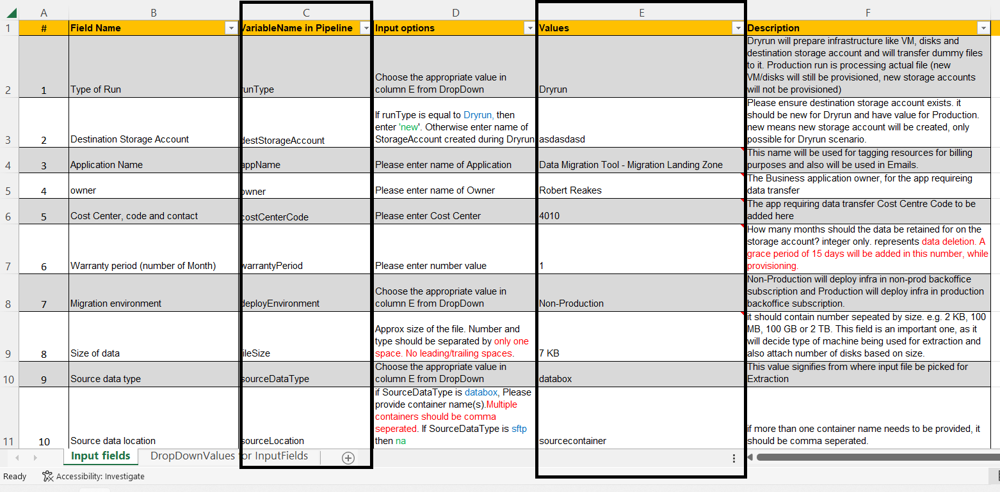 A B C D E F
1 # Field Name VariableName in Pipeline Input options Values Description
Dryrun will prepare infrastructure like VM, disks and
destination storage account and will transfer dummy files
to it. Production run is processing actual file (new
Choose the appropriate value in VM/disks will still be provisioned, new storage accounts
2 1 Type of Run runType column E from DropDown Dryrun will not be provisioned)
Please ensure destination storage account exists. it
If runType is equal to Dryrun, then should be new for Dryrun and have value for Production.
enter 'new'. Otherwise enter name of new means new storage account will be created, only
3 2 Destination Storage Account destStorageAccount StorageAccount created during Dryrun asdasdasd possible for Dryrun scenario.
This name will be used for tagging resources for billing
4 3 Application Name appName Please enter name of Application Data Migration Tool - Migration Landing Zone purposes and also will be used in Emails.
The Business application owner, for the app requireing
5 4 owner owner Please enter name of Owner Robert Reakes data transfer
The app requiring data transfer Cost Centre Code to be
6 5 Cost Center, code and contact costCenterCode Please enter Cost Center 4010 added here
How many months should the data be retained for on the
storage account? integer only. represents data deletion. A
grace period of 15 days will be added in this number, while
7 6 Warranty period (number of Month) warrantyPeriod Please enter number value 1 provisioning.
Non-Production will deploy infra in non-prod backoffice
Choose the appropriate value in subscription and Production will deploy infra in production
8 7 Migration environment deployEnvironment column E from DropDown Non-Production backoffice subscription.
it should contain number sepeated by size. e.g. 2 KB, 100
Approx size of the file. Number and MB, 100 GB or 2 TB. This field is an important one, as it
type should be separated by only one will decide type of machine being used for extraction and
9 8 Size of data fileSize space. No leading/trailing spaces. 7 KB also attach number of disks based on size.
Choose the appropriate value in This value signifies from where input file be picked for
10 9 Source data type sourceDataType column E from DropDown databox Extraction
if SourceDataType is databox, Please
provide container name(s).Multiple
containers should be comma
seperated. If SourceDataType is sftp if more than one container name needs to be provided, it
11 10 Source data location sourceLocation then na sourcecontainer should be comma seperated.
Input fields DropDownValues for InputFields
Ready Accessibility: Investigate